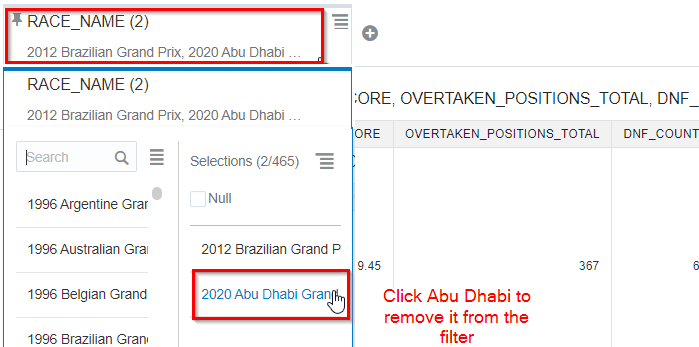 RACE_NAME (2)
2012 Brazilian Grand Prix, 2020 Abu Dhabi ...
RACE_NAME (2)
2012 Brazilian Grand Prix, 2020 Abu Dhabi ...
Search
Selections (2/465)
Null
1996 Argentine Gran
1996 Australian Gran
1996 Belgian Grand
1996 Brazilian Grand
2012 Brazilian Grand P
2020 Abu Dhabi Grand
CORE, OVERTAKEN_POSITIONS_TOTAL, DNF_
MORE
OVERTAKEN_POSITIONS_TOTAL
DNF_COUNT
9.45
367
6
Click Abu Dhabi to
remove it from the
filter